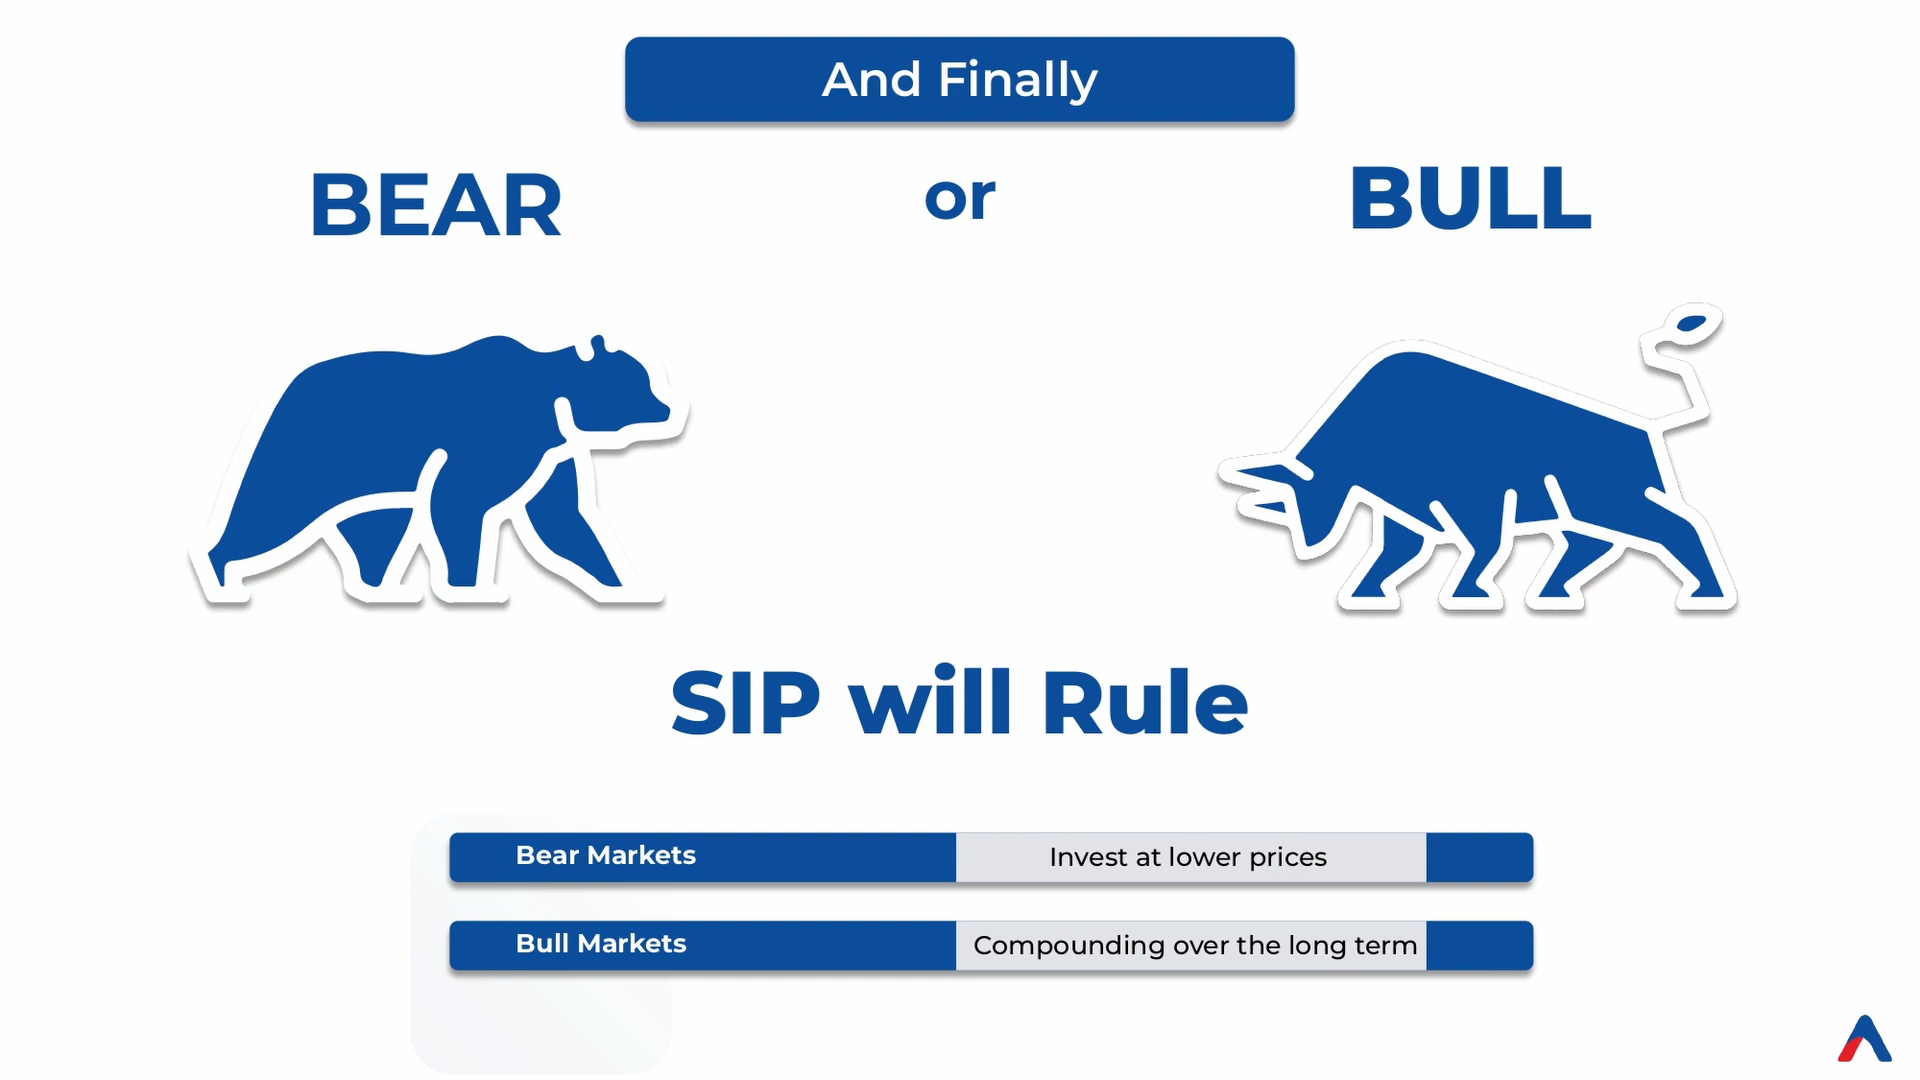 And Finally
BEAR or BULL
SIP will Rule
Bear Markets Invest at lower prices
Bull Markets Compounding over the long term